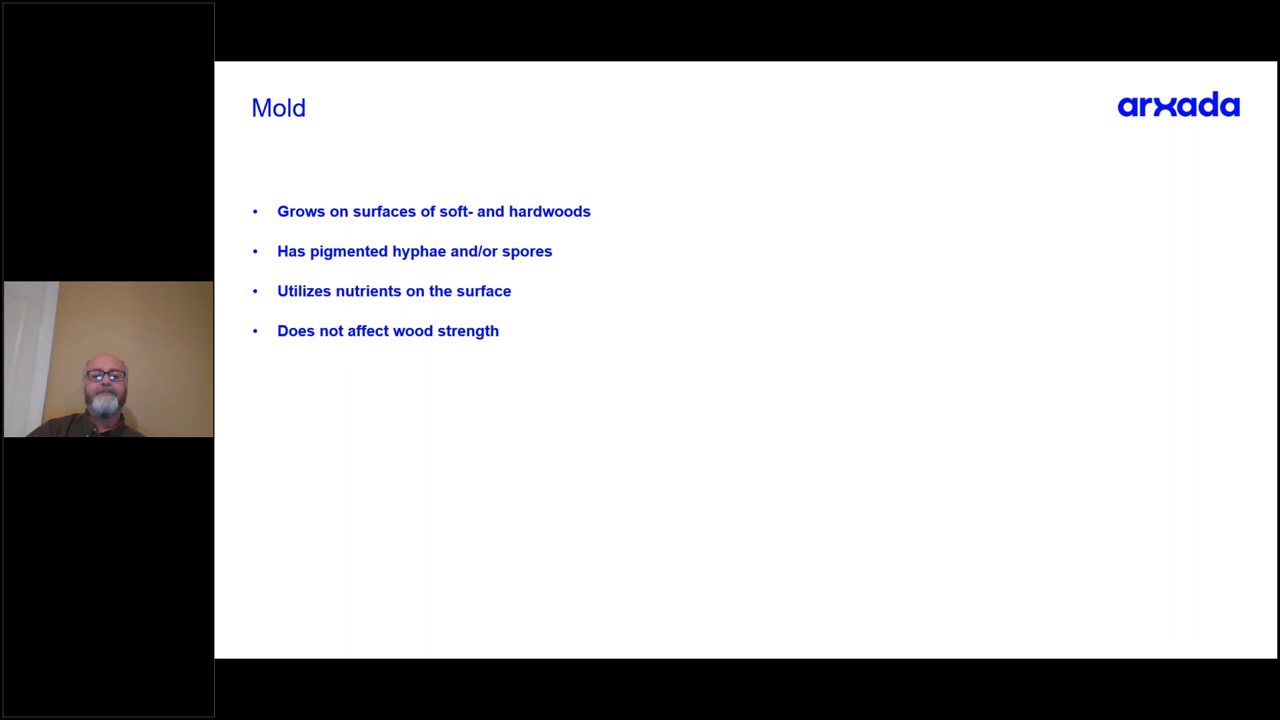 Mold
arxada
• Grows on surfaces of soft- and hardwoods
• Has pigmented hyphae and/or spores
• Utilizes nutrients on the surface
• Does not affect wood strength